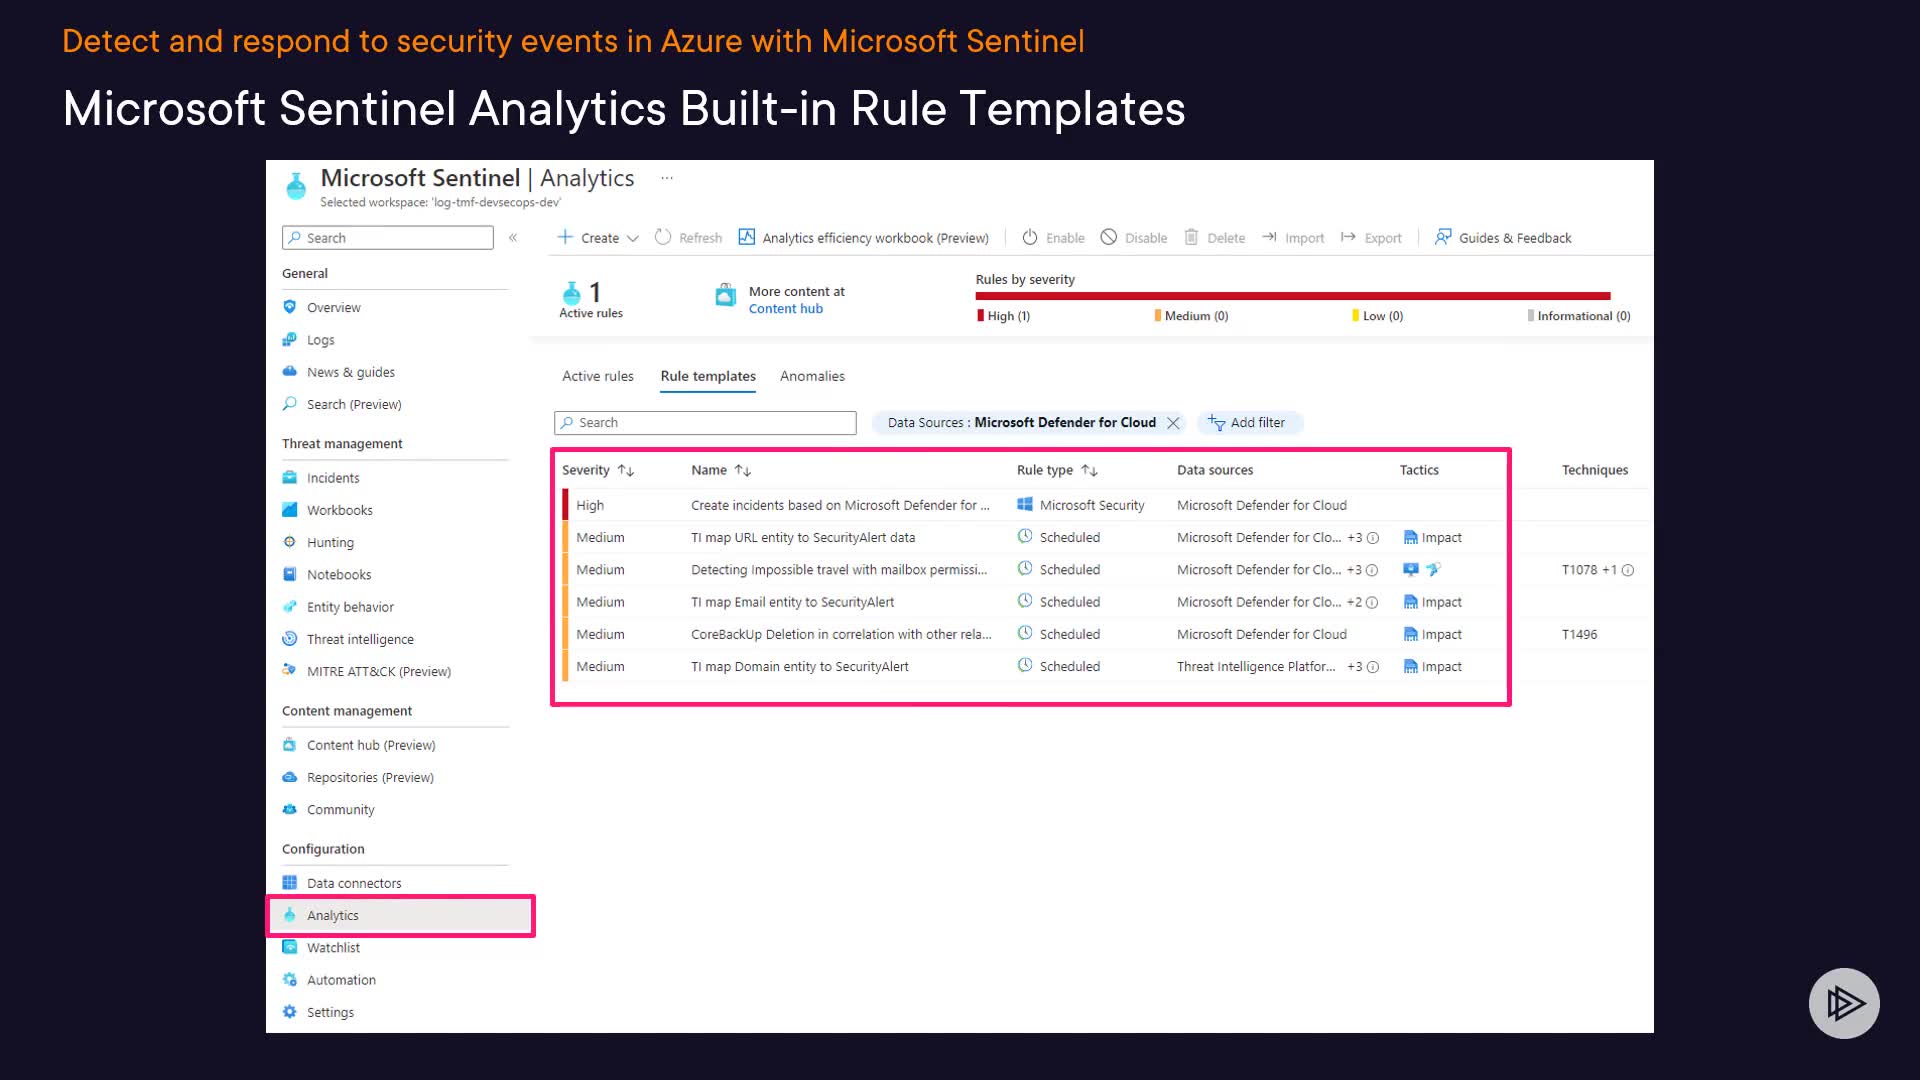 Detect and respond to security events in Azure with Microsoft Sentinel
Microsoft Sentinel Analytics Built-in Rule Templates
Microsoft Sentinel | Analytics ...
Selected workspace: 'log-tmf-devsecops-dev'
Search «
General
Overview
Logs
News & guides
Search (Preview)
Threat management
Incidents
Workbooks
Hunting
Notebooks
Entity behavior
Threat intelligence
MITRE ATT&CK (Preview)
Content management
Content hub (Preview)
Repositories (Preview)
Community
Configuration
Data connectors
Analytics
Watchlist
Automation
Settings
Create Refresh Analytics efficiency workbook (Preview) Enable Disable Delete Import Export Guides & Feedback
1
Active rules
More content at
Content hub
Rules by severity
High (1) Medium (0) Low (0) Informational (0)
Active rules Rule templates Anomalies
Search Data Sources : Microsoft Defender for Cloud Add filter
Severity Name Rule type Data sources Tactics Techniques
High Create incidents based on Microsoft Defender for ... Microsoft Security Microsoft Defender for Cloud
Medium TI map URL entity to SecurityAlert data Scheduled Microsoft Defender for Clo... +3 Impact
Medium Detecting Impossible travel with mailbox permissi... Scheduled Microsoft Defender for Clo... +3 T1078 +1
Medium TI map Email entity to SecurityAlert Scheduled Microsoft Defender for Clo... +2 Impact
Medium CoreBackUp Deletion in correlation with other rela... Scheduled Microsoft Defender for Cloud Impact T1496
Medium TI map Domain entity to SecurityAlert Scheduled Threat Intelligence Platfor... +3 Impact